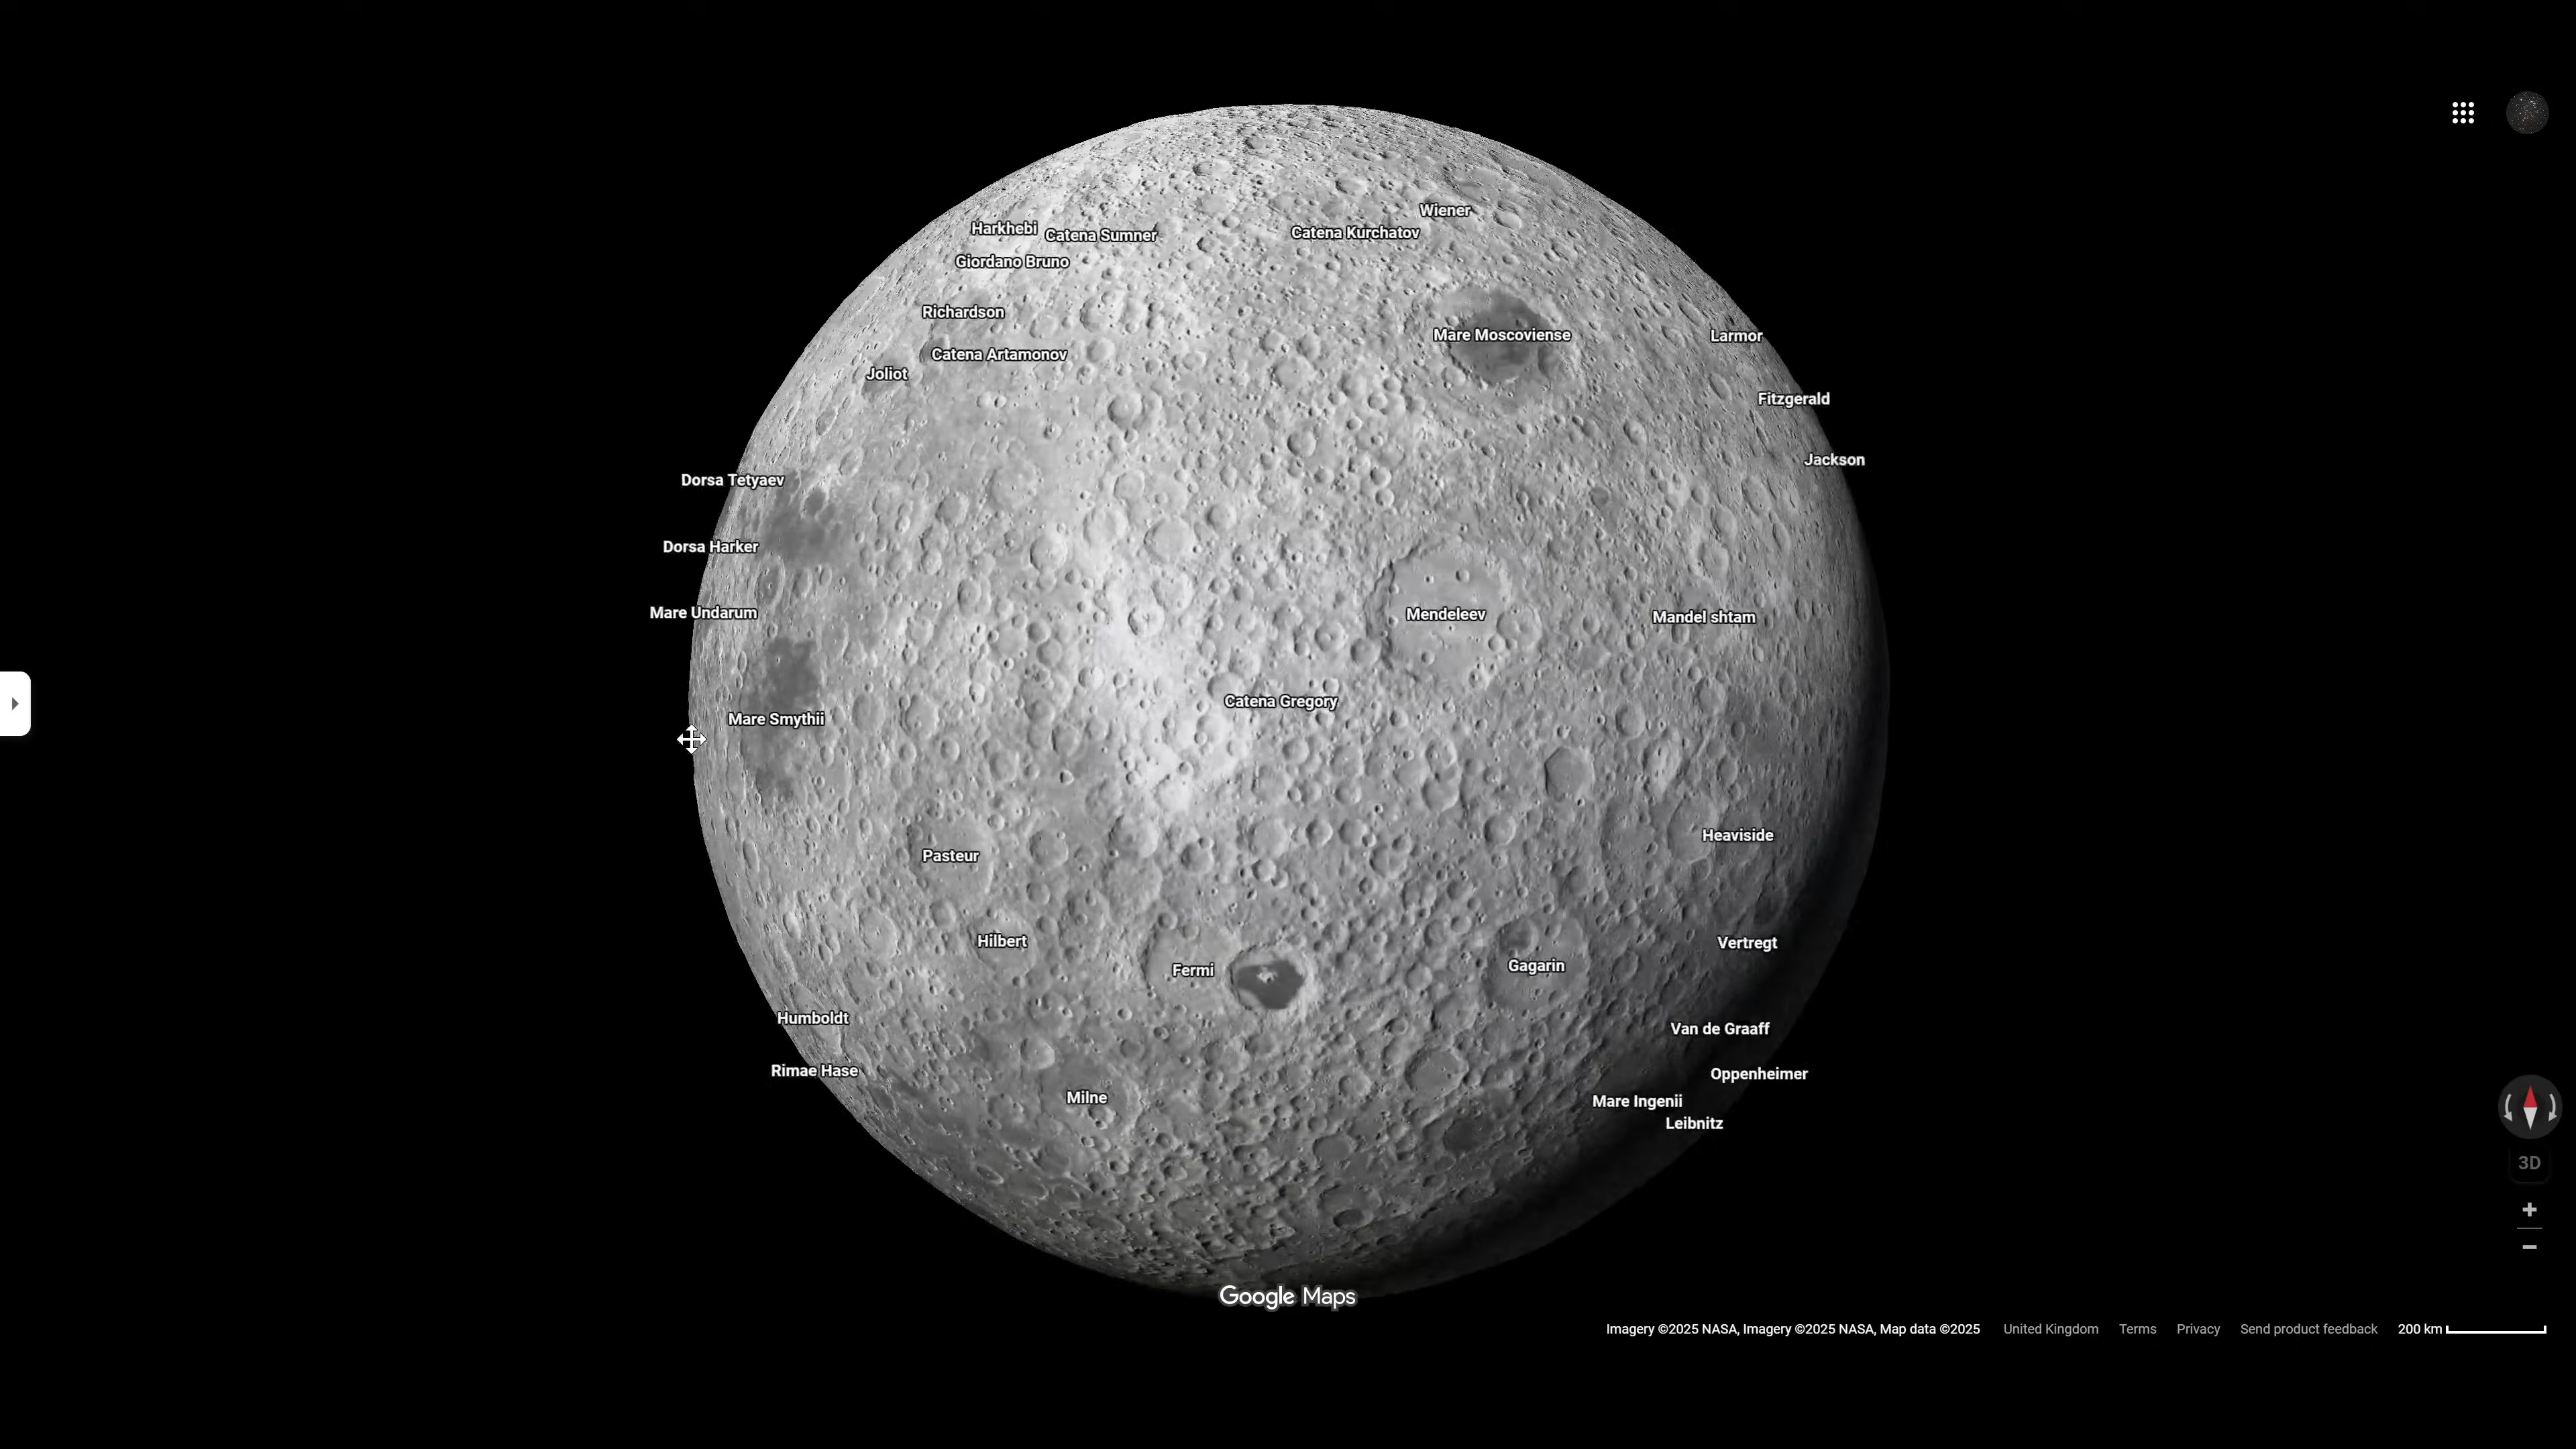 Wiener
Harkhebi
Catena Sumner
Catena Kurchatov
Giordano Bruno
Richardson
Mare Moscoviense
Larmor
Catena Artamonov
Joliot
Fitzgerald
Jackson
Dorsa Tetyaev
Dorsa Harker
Mare Undarum
Mendeleev
Mandel shtam
Catena Gregory
Mare Smythii
Heaviside
Pasteur
Hilbert
Vertregt
Fermi
Gagarin
Humboldt
Van de Graaff
Rimae Hase
Oppenheimer
Milne
Mare Ingenii
Leibnitz
3D
Google Maps
Imagery ©2025 NASA, Imagery ©2025 NASA, Map data ©2025 United Kingdom Terms Privacy Send product feedback 200 km